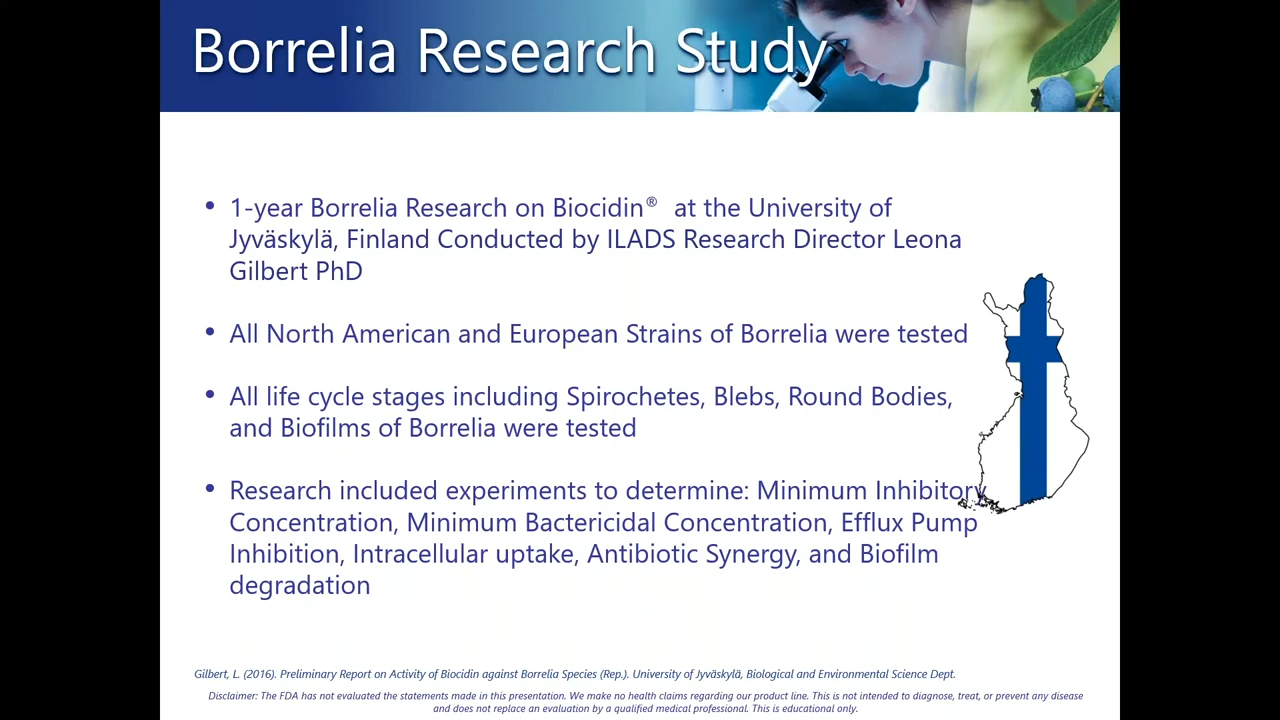 Borrelia Research Study
• 1-year Borrelia Research on Biocidin® at the University of
Jyväskylä, Finland Conducted by ILADS Research Director Leona
Gilbert PhD
• All North American and European Strains of Borrelia were tested
• All life cycle stages including Spirochetes, Blebs, Round Bodies,
and Biofilms of Borrelia were tested
• Research included experiments to determine: Minimum Inhibitory
Concentration, Minimum Bactericidal Concentration, Efflux Pump
Inhibition, Intracellular uptake, Antibiotic Synergy, and Biofilm
degradation
Gilbert, L. (2016). Preliminary Report on Activity of Biocidin against Borrelia Species (Rep.). University of Jyväskylä, Biological and Environmental Science Dept.
Disclaimer: The FDA has not evaluated the statements made in this presentation. We make no health claims regarding our product line. This is not intended to diagnose, treat, or prevent any disease
and does not replace an evaluation by a qualified medical professional. This is educational only.